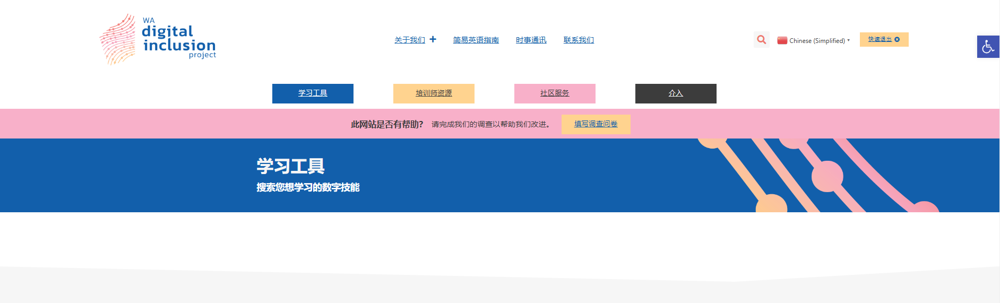 WA
digital
inclusion
project
关于我们 简易英语指南 时事通讯 联系我们
Chinese (Simplified)
快速退出
学习工具 培训师资源 社区服务 介入
此网站是否有帮助? 请完成我们的调查以帮助我们改进。 填写调查问卷
学习工具
搜索您想学习的数字技能